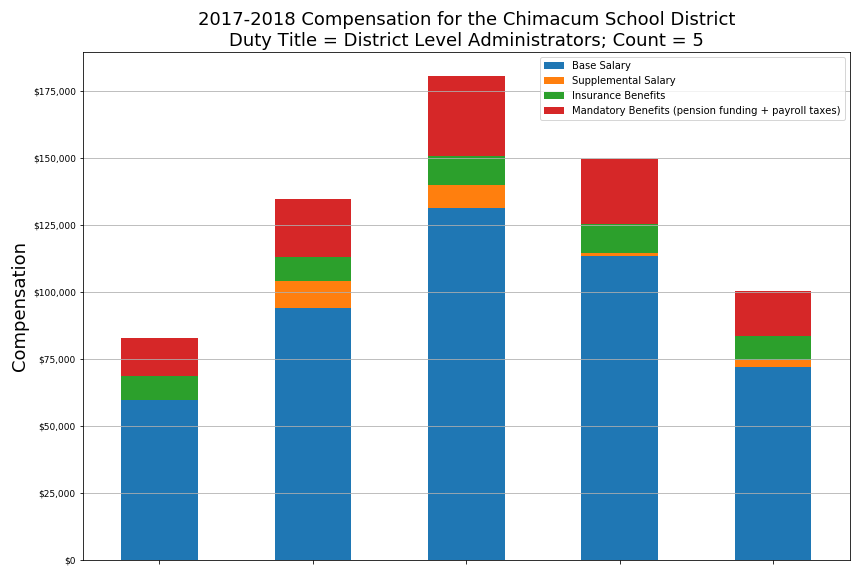 2017-2018 Compensation for the Chimacum School District
Duty Title = District Level Administrators; Count = 5
Base Salary
Supplemental Salary
Insurance Benefits
Mandatory Benefits (pension funding + payroll taxes)
Compensation
$175,000
$150,000
$125,000
$100,000
$75,000
$50,000
$25,000
$0